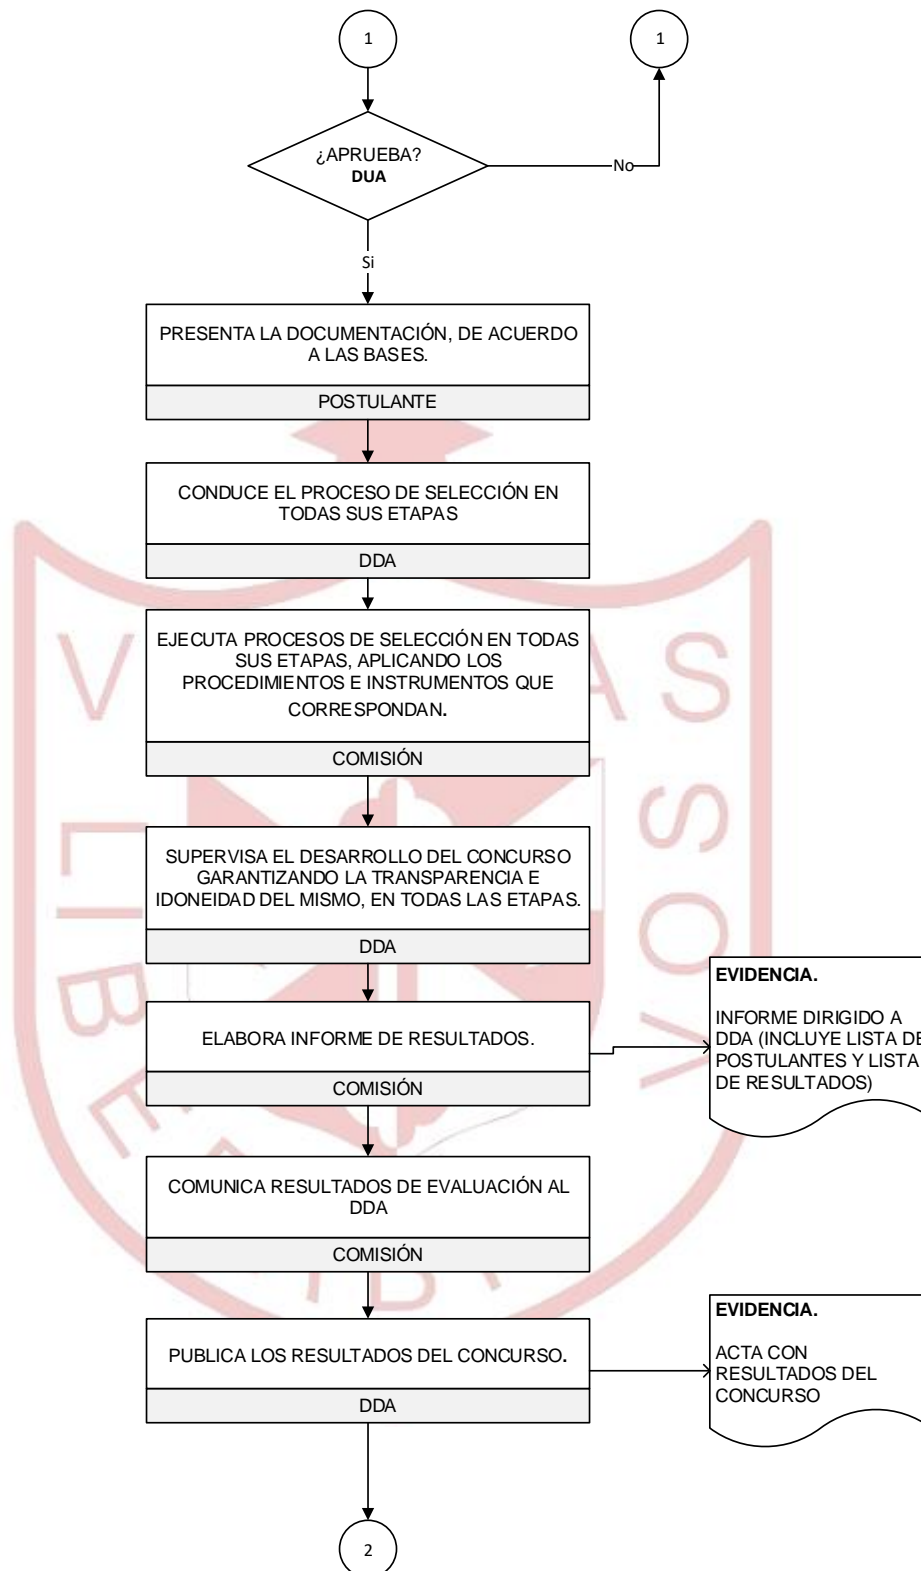 1
1
¿APRUEBA?
DUA
No
Si
PRESENTA LA DOCUMENTACIÓN, DE ACUERDO
A LAS BASES.
POSTULANTE
CONDUCE EL PROCESO DE SELECCIÓN EN
TODAS SUS ETAPAS
DDA
EJECUTA PROCESOS DE SELECCIÓN EN TODAS
SUS ETAPAS, APLICANDO LOS
PROCEDIMIENTOS E INSTRUMENTOS QUE
CORRESPONDAN.
COMISIÓN
SUPERVISA EL DESARROLLO DEL CONCURSO
GARANTIZANDO LA TRANSPARENCIA E
IDONEIDAD DEL MISMO, EN TODAS LAS ETAPAS.
DDA
ELABORA INFORME DE RESULTADOS.
COMISIÓN
EVIDENCIA.
INFORME DIRIGIDO A
DDA (INCLUYE LISTA DE
POSTULANTES Y LISTA
DE RESULTADOS)
COMUNICA RESULTADOS DE EVALUACIÓN AL
DDA
COMISIÓN
PUBLICA LOS RESULTADOS DEL CONCURSO.
DDA
EVIDENCIA.
ACTA CON
RESULTADOS DEL
CONCURSO
2